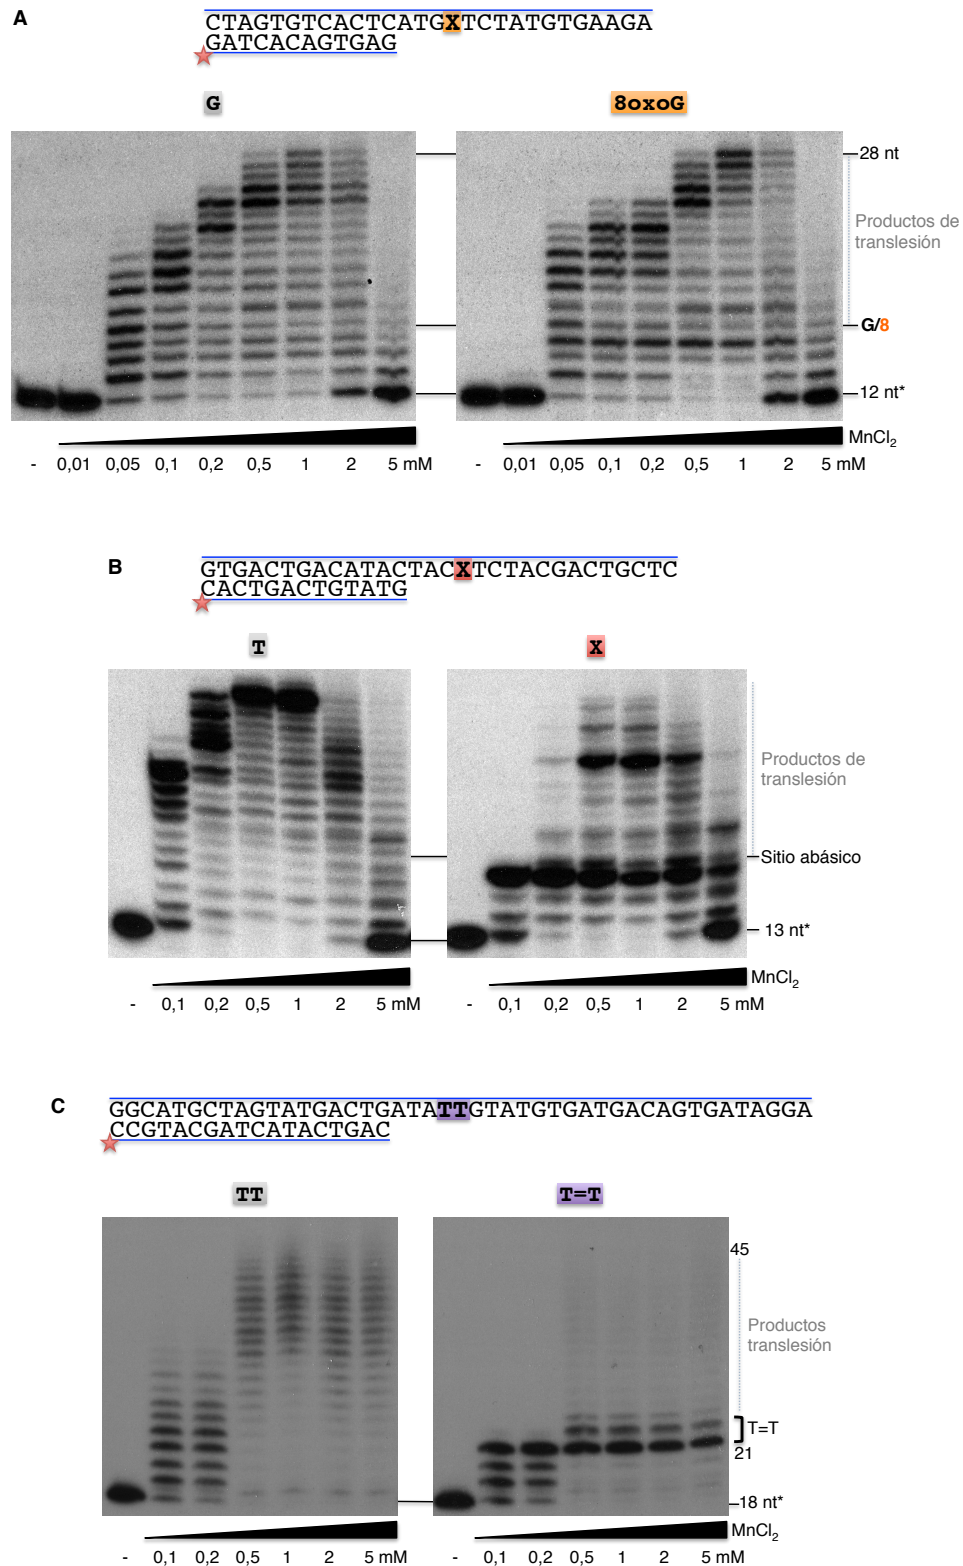 A
CTAGTGTCACTCATGXTCTATGTGAAGA
GATCACAGTGAG
G
8oxoG
28 nt
Productos de
translesión
G/8
12 nt*
MnCl₂
- 0,01 0,05 0,1 0,2 0,5 1 2 5 mM
- 0,01 0,05 0,1 0,2 0,5 1 2 5 mM
B
GTGACTGACATACTACXTCTACGACTGCTC
CACTGACTGTATG
T
X
Productos de
translesión
Sitio abásico
13 nt*
MnCl₂
- 0,1 0,2 0,5 1 2 5 mM
- 0,1 0,2 0,5 1 2 5 mM
C
GGCATGCTAGTATGACTGATATTGTATGTGATGACAGTGATAGGA
CCGTACGATCATACTGAC
TT
T=T
45
Productos
translesión
T=T
21
18 nt*
MnCl₂
- 0,1 0,2 0,5 1 2 5 mM
- 0,1 0,2 0,5 1 2 5 mM